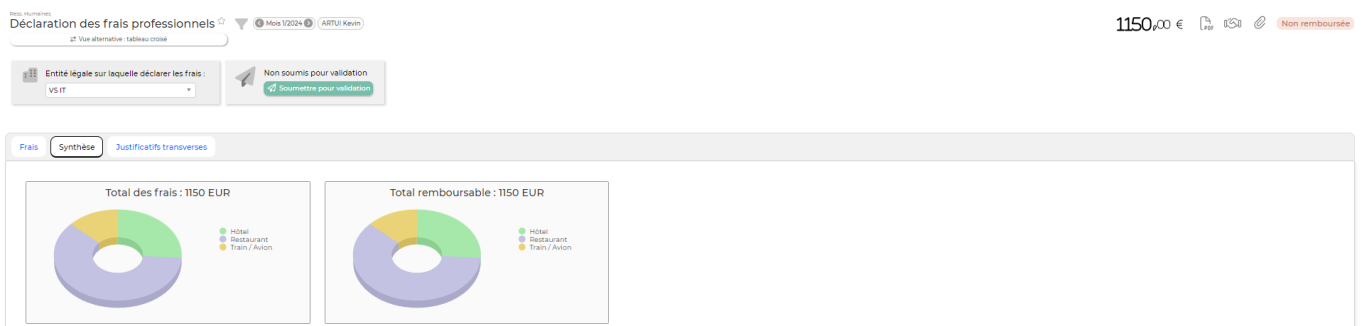 Ress. Humaines
Déclaration des frais professionnels
Mois 1/2024
ARTUI Kevin
1150,00 €
PDF
Non remboursée
⇄ Vue alternative : tableau croisé
Entité légale sur laquelle déclarer les frais :
VS IT
Non soumis pour validation
Soumettre pour validation
Frais
Synthèse
Justificatifs transverses
Total des frais : 1150 EUR
Hôtel
Restaurant
Train / Avion
Total remboursable : 1150 EUR
Hôtel
Restaurant
Train / Avion